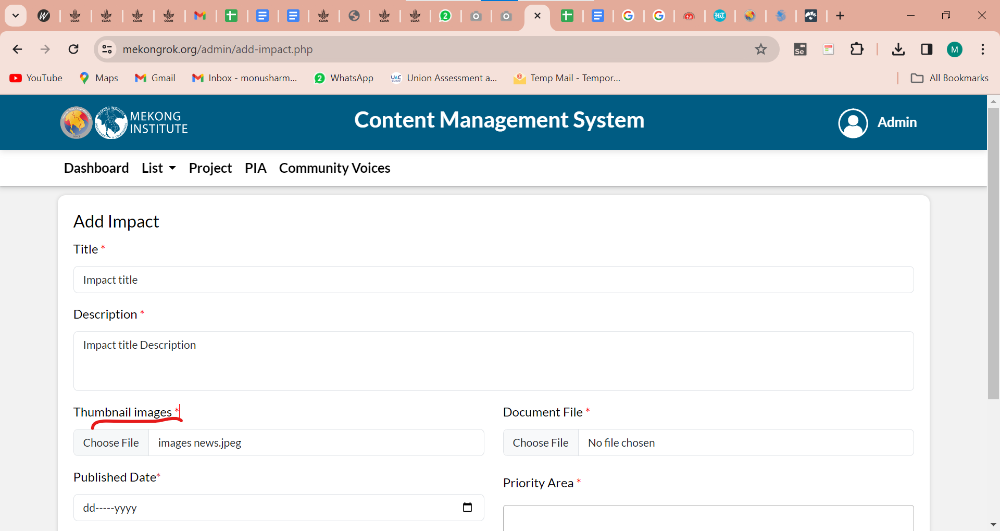 mekongrok.org/admin/add-impact.php
Se
M
YouTube Maps Gmail Inbox - monusharm... 2 WhatsApp UAC Union Assessment a... Temp Mail - Tempor... All Bookmarks
MEKONG
INSTITUTE
Content Management System
Admin
Dashboard List Project PIA Community Voices
Add Impact
Title *
Impact title
Description *
Impact title Description
Thumbnail images * Document File *
Choose File images news.jpeg Choose File No file chosen
Published Date* Priority Area *
dd-----yyyy